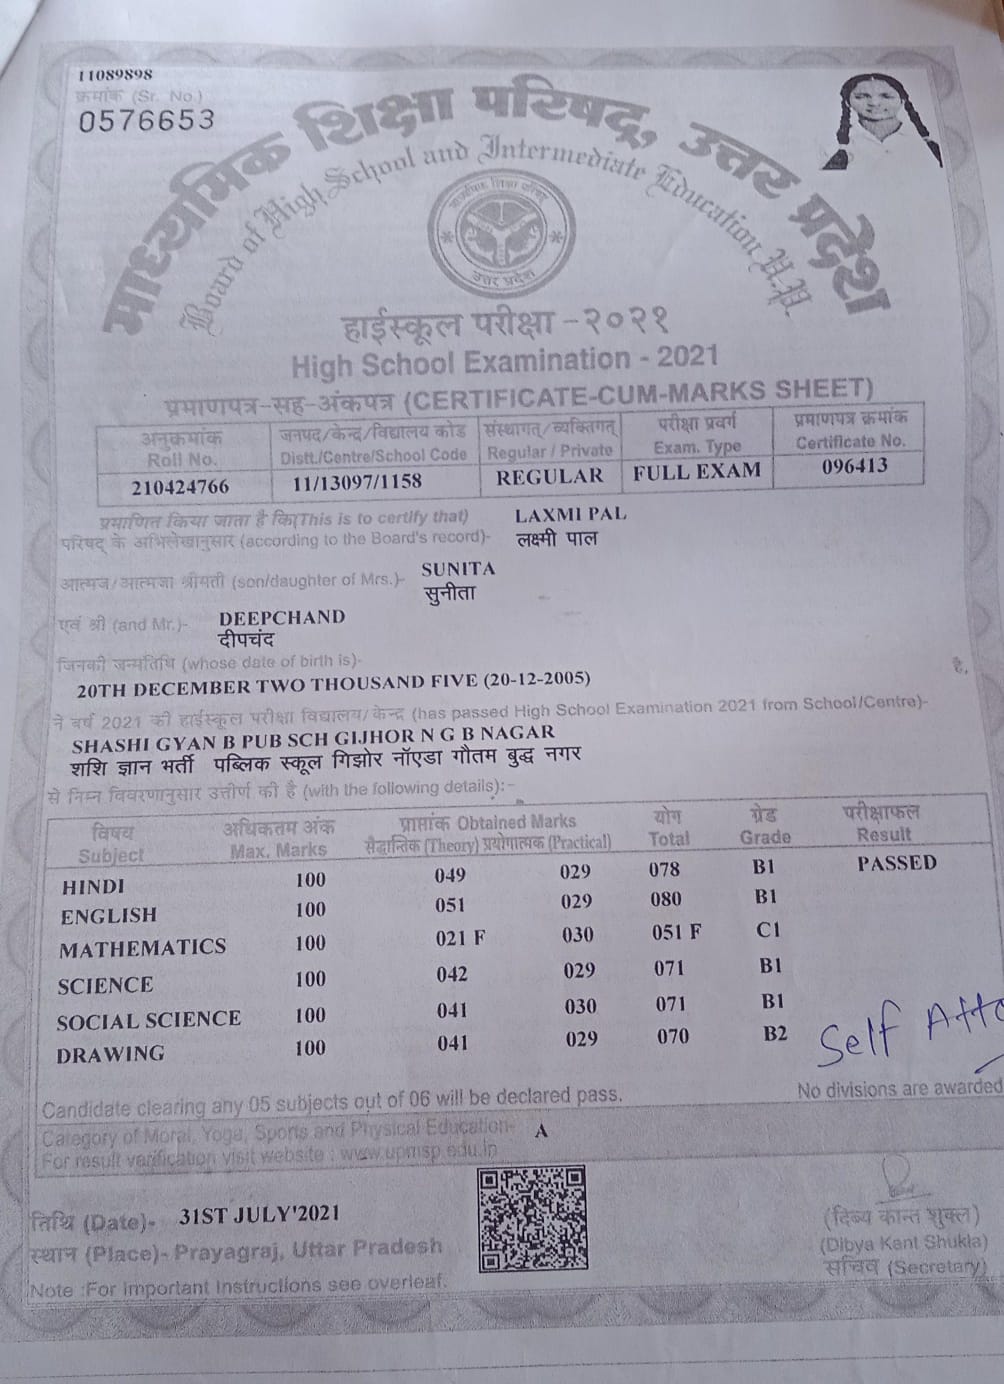 11089898
क्रमांक (Sr. No.)
0576653
माध्यमिक शिक्षा परिषद, उत्तर प्रदेश
Board of High School and Intermediate Education U.P.
माध्यमिक शिक्षा परिषद
उत्तर प्रदेश
हाईस्कूल परीक्षा -२०२१
High School Examination - 2021
प्रमाणपत्र-सह-अंकपत्र (CERTIFICATE-CUM-MARKS SHEET)
अनुक्रमांक जनपद/केन्द्र/विद्यालय कोड संस्थागत/व्यक्तिगत परीक्षा प्रवर्ग प्रमाणपत्र क्रमांक
Roll No. Distt./Centre/School Code Regular / Private Exam. Type Certificate No.
210424766 11/13097/1158 REGULAR FULL EXAM 096413
प्रमाणित किया जाता है कि(This is to certify that) LAXMI PAL
परिषद् के अभिलेखानुसार (according to the Board's record)- लक्ष्मी पाल
आत्मज/आत्मजा श्रीमती (son/daughter of Mrs.)- SUNITA
सुनीता
एवं श्री (and Mr.)- DEEPCHAND
दीपचंद
जिनकी जन्मतिथि (whose date of birth is)-
20TH DECEMBER TWO THOUSAND FIVE (20-12-2005) है,
ने वर्ष 2021 की हाईस्कूल परीक्षा विद्यालय/केन्द्र (has passed High School Examination 2021 from School/Centre)-
SHASHI GYAN B PUB SCH GIJHOR N G B NAGAR
शशि ज्ञान भर्ती पब्लिक स्कूल गिझोर नॉएडा गौतम बुद्ध नगर
से निम्न विवरणानुसार उत्तीर्ण की है (with the following details):-
विषय अधिकतम अंक प्राप्तांक Obtained Marks योग ग्रेड परीक्षाफल
Subject Max. Marks सैद्धान्तिक (Theory) प्रयोगात्मक (Practical) Total Grade Result
HINDI 100 049 029 078 B1 PASSED
ENGLISH 100 051 029 080 B1
MATHEMATICS 100 021 F 030 051 F C1
SCIENCE 100 042 029 071 B1
SOCIAL SCIENCE 100 041 030 071 B1
DRAWING 100 041 029 070 B2
Self Atte
Candidate clearing any 05 subjects out of 06 will be declared pass. No divisions are awarded
Category of Moral, Yoga, Sports and Physical Education- A
For result verification visit website : www.upmsp.edu.in
तिथि (Date)- 31ST JULY'2021
स्थान (Place)- Prayagraj, Uttar Pradesh
Note :For important instructions see overleaf.
(दिब्य कान्त शुक्ल)
(Dibya Kant Shukla)
सचिव (Secretary)